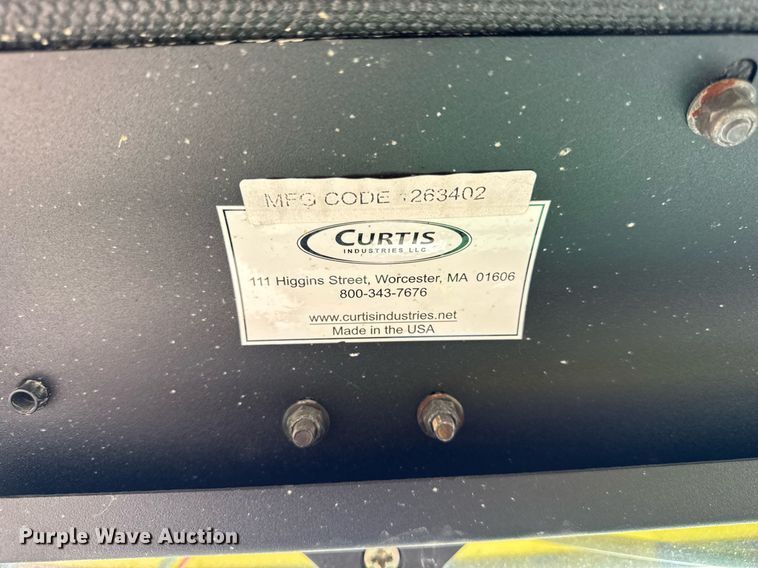 MFG CODE 1263402
CURTIS
INDUSTRIES LLC
111 Higgins Street, Worcester, MA 01606
800-343-7676
www.curtisindustries.net
Made in the USA
Purple Wave Auction